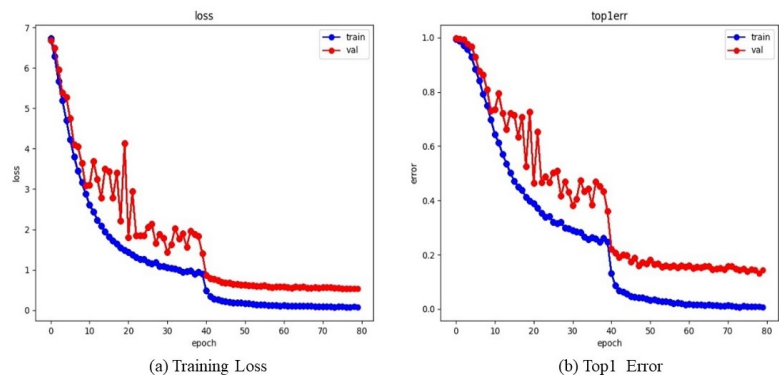 loss
7
6
5
4
3
2
1
0
loss
0 10 20 30 40 50 60 70 80
epoch
train
val
(a) Training Loss
top1err
1.0
0.8
0.6
0.4
0.2
0.0
error
0 10 20 30 40 50 60 70 80
epoch
train
val
(b) Top1 Error